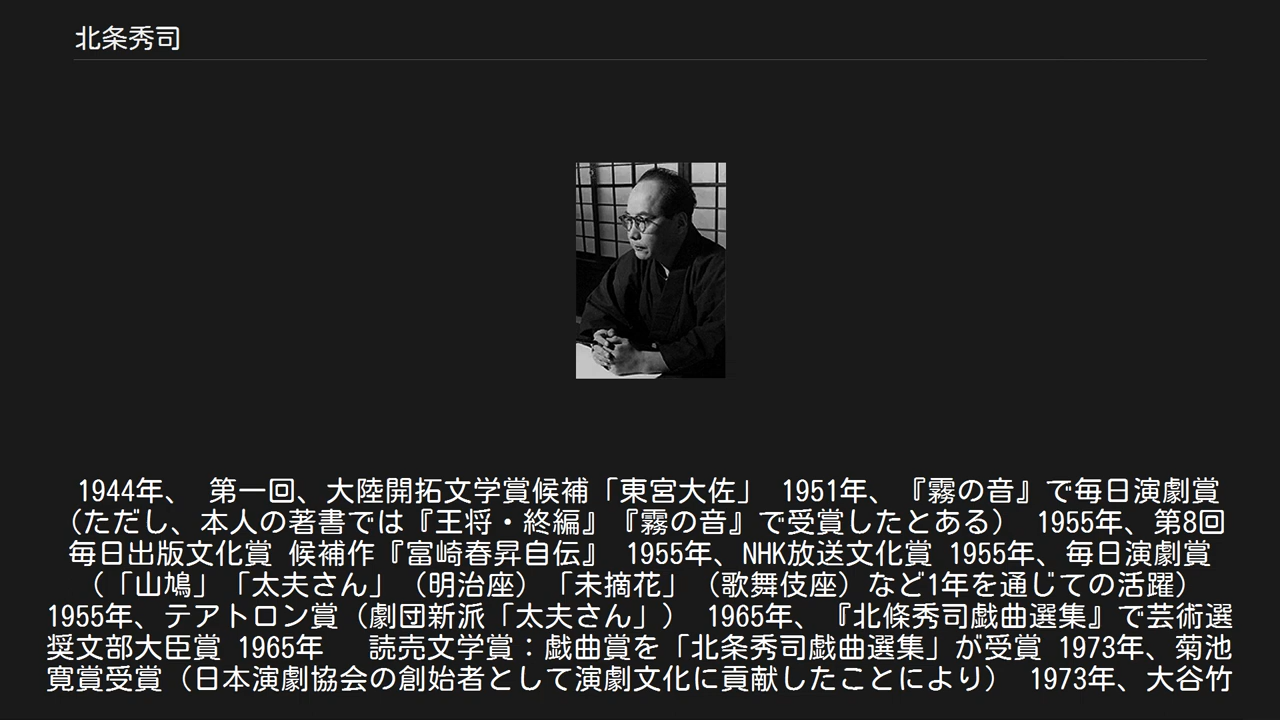 北条秀司
1944年、 第一回、大陸開拓文学賞候補「東宮大佐」 1951年、『霧の音』で毎日演劇賞
(ただし、本人の著書では『王将・終編』『霧の音』で受賞したとある） 1955年、第8回
毎日出版文化賞 候補作『富崎春昇自伝』 1955年、NHK放送文化賞 1955年、毎日演劇賞
（「山鳩」「太夫さん」（明治座）「末摘花」（歌舞伎座）など1年を通じての活躍）
1955年、テアトロン賞（劇団新派「太夫さん」） 1965年、『北條秀司戯曲選集』で芸術選
奨文部大臣賞 1965年　 読売文学賞：戯曲賞を「北条秀司戯曲選集」が受賞 1973年、菊池
寛賞受賞（日本演劇協会の創始者として演劇文化に貢献したことにより） 1973年、大谷竹